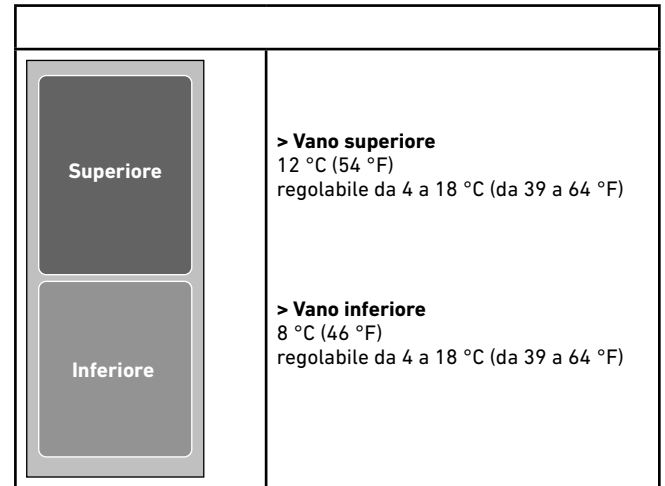 Superiore
> Vano superiore
12 °C (54 °F)
regolabile da 4 a 18 °C (da 39 a 64 °F)
Inferiore
> Vano inferiore
8 °C (46 °F)
regolabile da 4 a 18 °C (da 39 a 64 °F)